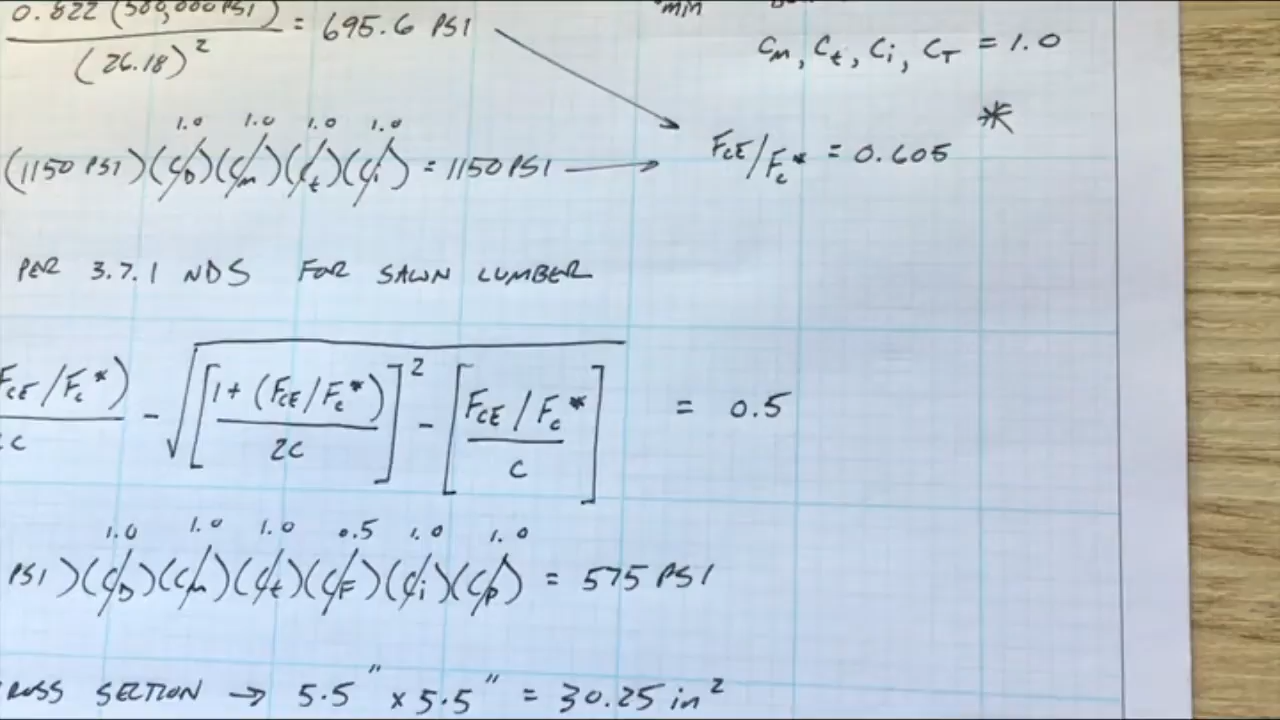 0.822 (580,000 PSI) / (26.18)² = 695.6 PSI
min
Cm, Ct, Ci, CT = 1.0
1.0 1.0 1.0 1.0
(1150 PSI)(CD)(Cm)(Ct)(Ci) = 1150 PSI → FcE/Fc* = 0.605 *
PER 3.7.1 NDS FOR SAWN LUMBER
FcE/Fc*) / 2c - √([1 + (FcE/Fc*) / 2c]² - [FcE/Fc* / c]) = 0.5
1.0 1.0 1.0 0.5 1.0 1.0
PSI)(CD)(Cm)(Ct)(CF)(Ci)(Cp) = 575 PSI
ROSS SECTION → 5.5" x 5.5" = 30.25 in²